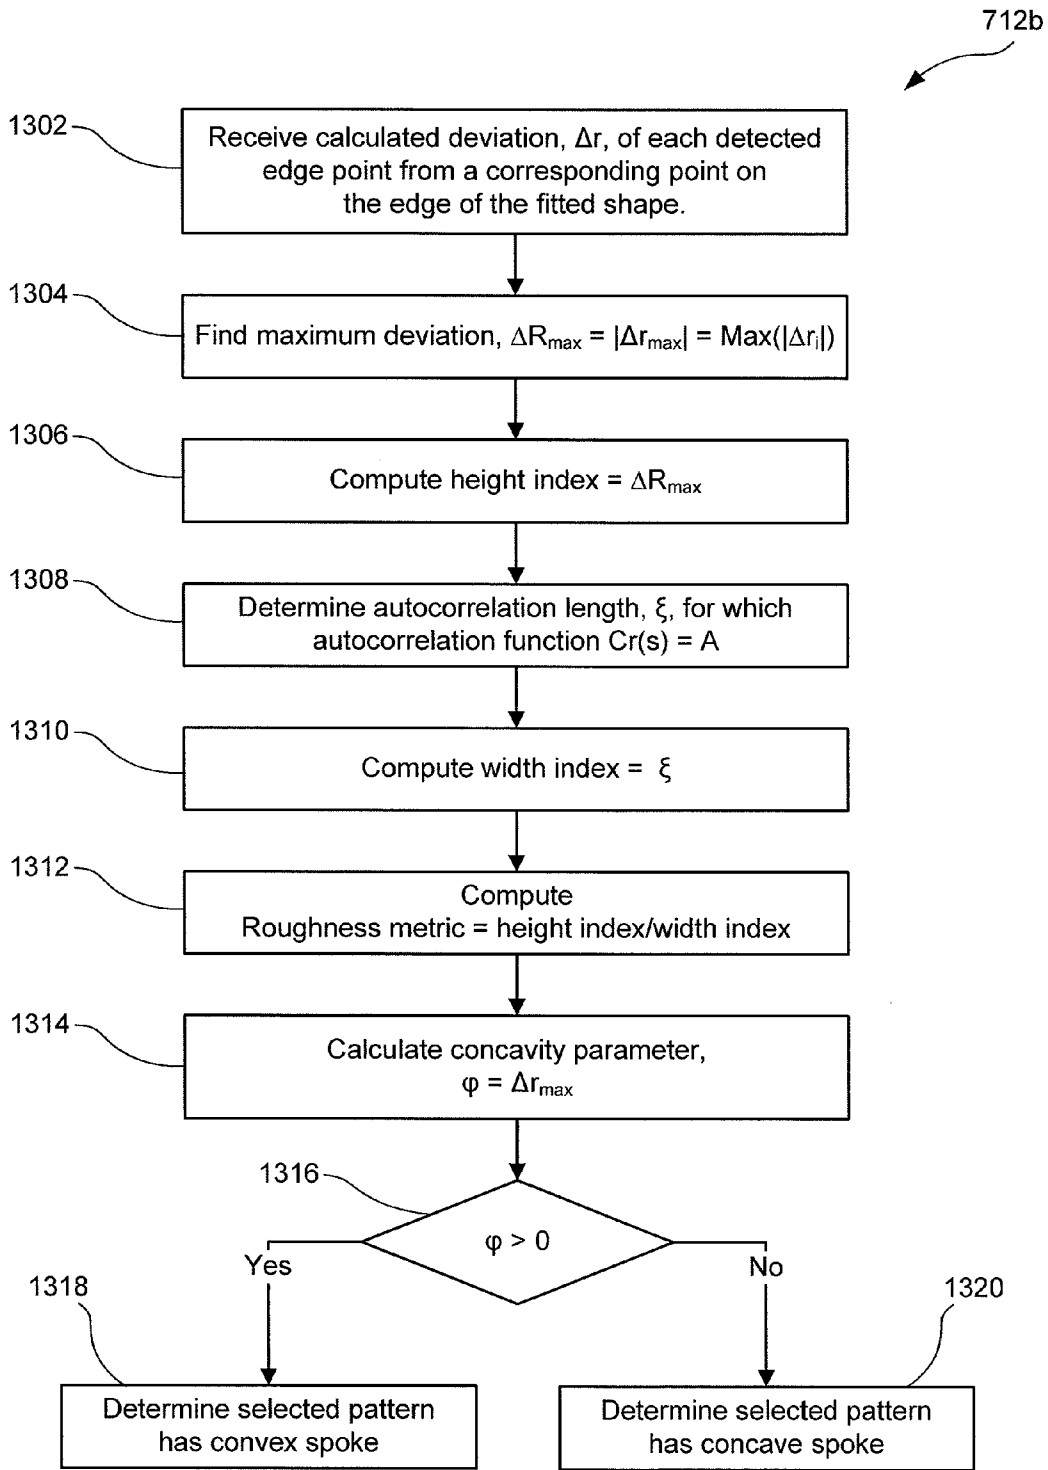 712b
1302
Receive calculated deviation, Δr, of each detected
edge point from a corresponding point on
the edge of the fitted shape.
1304
Find maximum deviation, ΔRmax = |Δrmax| = Max(|Δri|)
1306
Compute height index = ΔRmax
1308
Determine autocorrelation length, ξ, for which
autocorrelation function Cr(s) = A
1310
Compute width index = ξ
1312
Compute
Roughness metric = height index/width index
1314
Calculate concavity parameter,
φ = Δrmax
1316
φ > 0
Yes
No
1318
1320
Determine selected pattern
has convex spoke
Determine selected pattern
has concave spoke